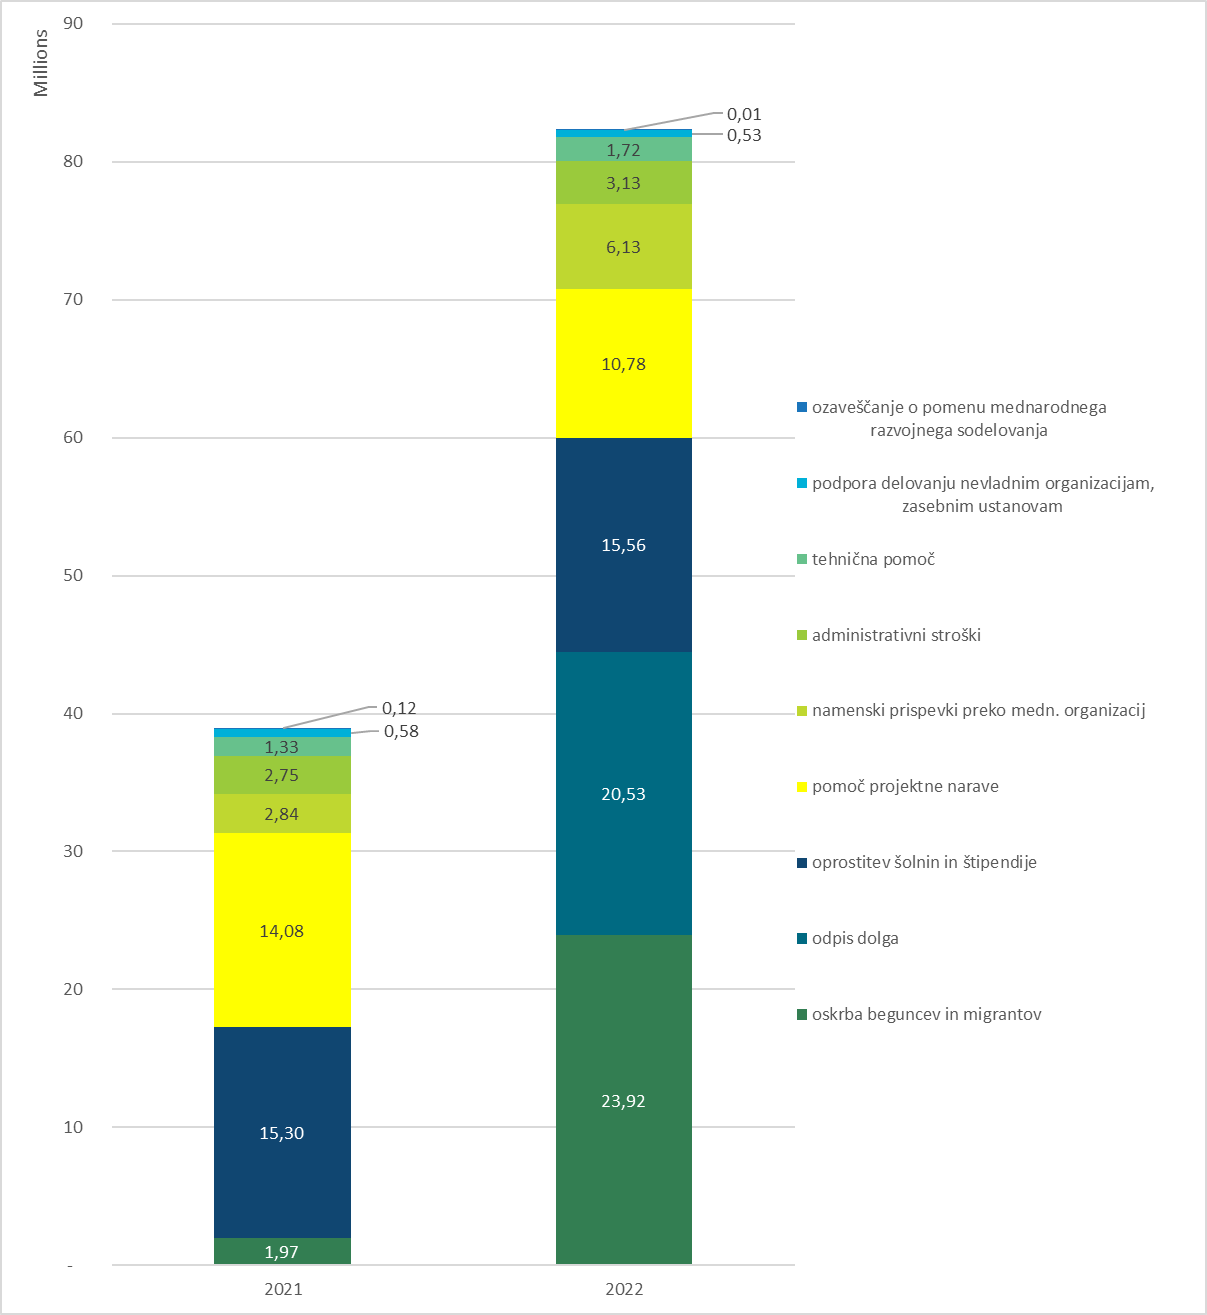 90
Millions
0,01
0,53
80
1,72
3,13
6,13
70
10,78
60
15,56
50
20,53
40
0,12
0,58
1,33
2,75
2,84
30
14,08
20
23,92
10
15,30
1,97
-
2021
2022
ozaveščanje o pomenu mednarodnega
razvojnega sodelovanja
podpora delovanju nevladnim organizacijam,
zasebnim ustanovam
tehnična pomoč
administrativni stroški
namenski prispevki preko medn. organizacij
pomoč projektne narave
oprostitev šolnin in štipendije
odpis dolga
oskrba beguncev in migrantov